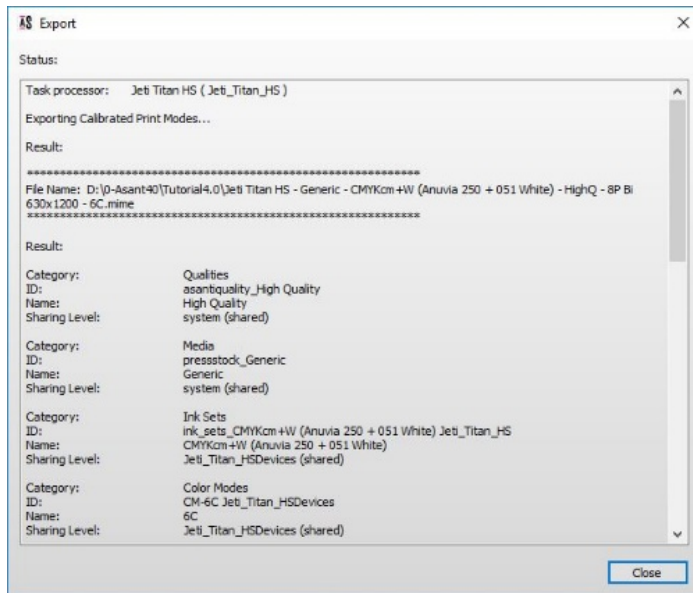 AS Export
Status:
Task processor: Jeti Titan HS ( Jeti_Titan_HS )
Exporting Calibrated Print Modes...
Result:
************************************************************
File Name: D:\0-Asant40\Tutorial4.0\Jeti Titan HS - Generic - CMYKcm+W (Anuvia 250 + 051 White) - HighQ - 8P Bi
630x1200 - 6C.mime
************************************************************
Result:
Category: Qualities
ID: asantiquality_High Quality
Name: High Quality
Sharing Level: system (shared)
Category: Media
ID: pressstock_Generic
Name: Generic
Sharing Level: system (shared)
Category: Ink Sets
ID: ink_sets_CMYKcm+W (Anuvia 250 + 051 White) Jeti_Titan_HS
Name: CMYKcm+W (Anuvia 250 + 051 White)
Sharing Level: Jeti_Titan_HSDevices (shared)
Category: Color Modes
ID: CM-6C Jeti_Titan_HSDevices
Name: 6C
Sharing Level: Jeti_Titan_HSDevices (shared)
Close